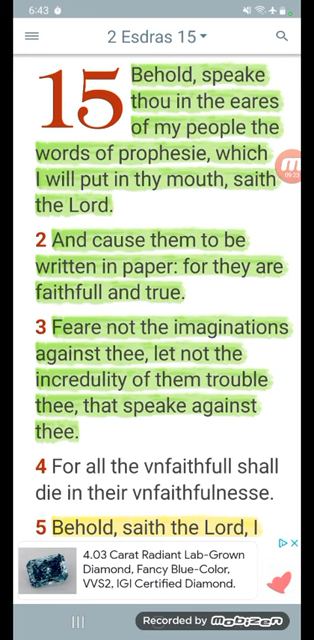 6:43
2 Esdras 15
15 Behold, speake
thou in the eares
of my people the
words of prophesie, which
I will put in thy mouth, saith
the Lord.
2 And cause them to be
written in paper: for they are
faithfull and true.
3 Feare not the imaginations
against thee, let not the
incredulity of them trouble
thee, that speake against
thee.
4 For all the vnfaithfull shall
die in their vnfaithfulnesse.
5 Behold, saith the Lord, I
4.03 Carat Radiant Lab-Grown
Diamond, Fancy Blue-Color,
VVS2, IGI Certified Diamond.
Recorded by mobizen